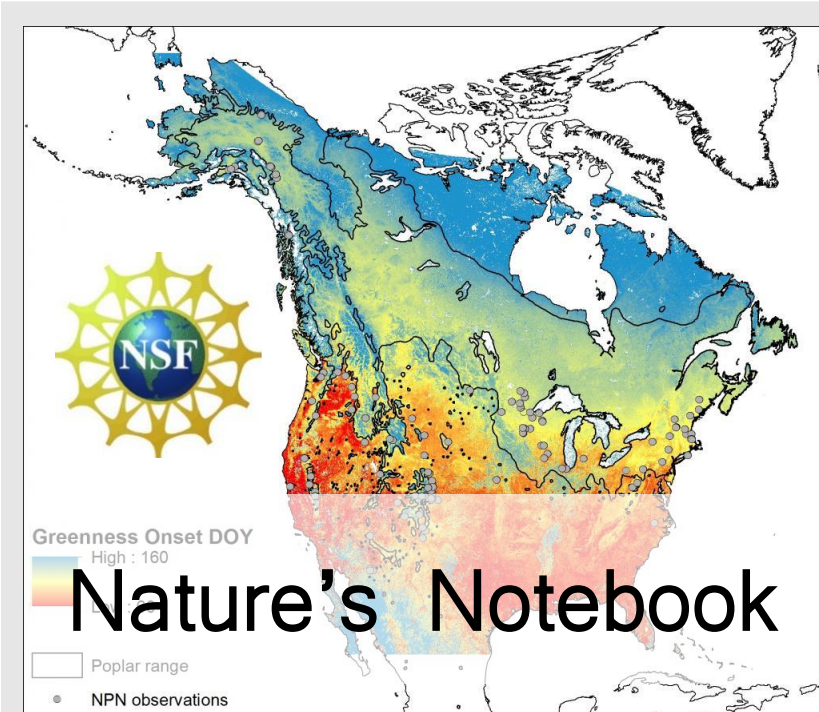 NSF
Greenness Onset DOY
High : 160
Nature's Notebook
Poplar range
NPN observations